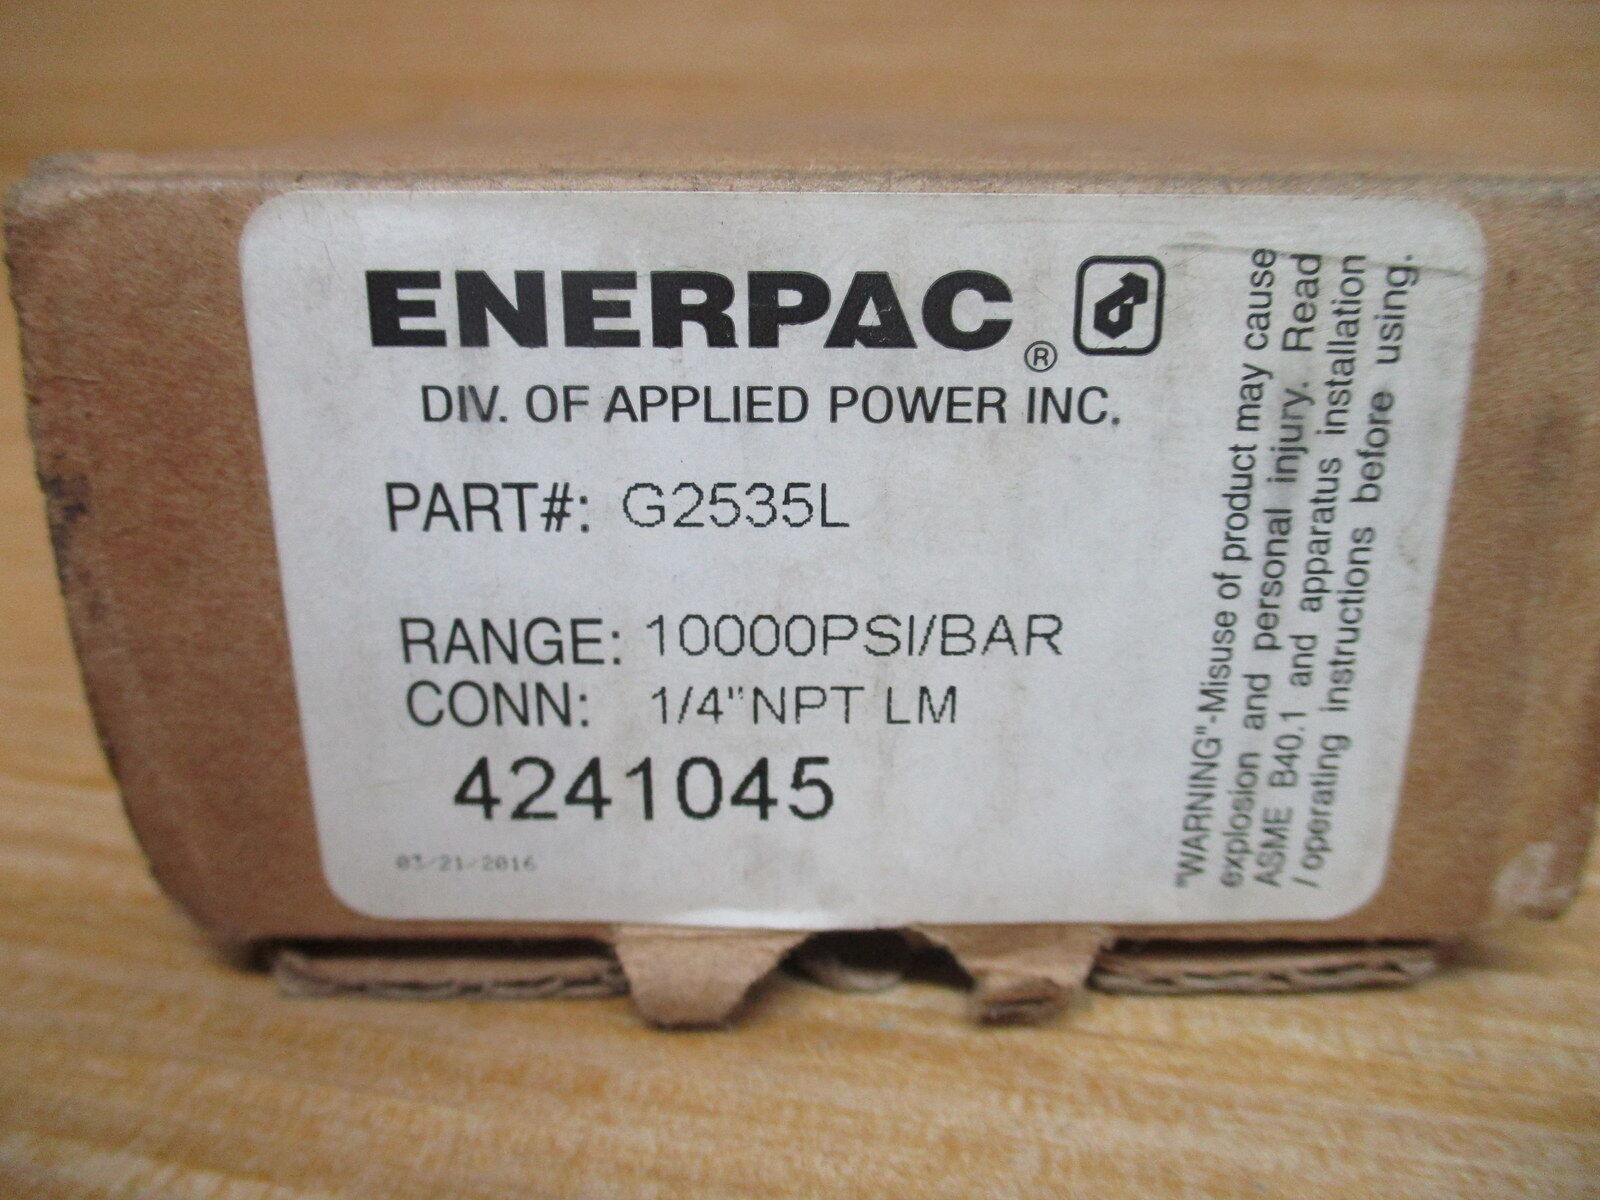 ENERPAC ®
DIV. OF APPLIED POWER INC.
PART#: G2535L
RANGE: 10000PSI/BAR
CONN: 1/4"NPT LM
4241045
03/21/2016
"WARNING"-Misuse of product may cause
explosion and personal injury. Read
ASME B40.1 and apparatus installation
/operating instructions before using.